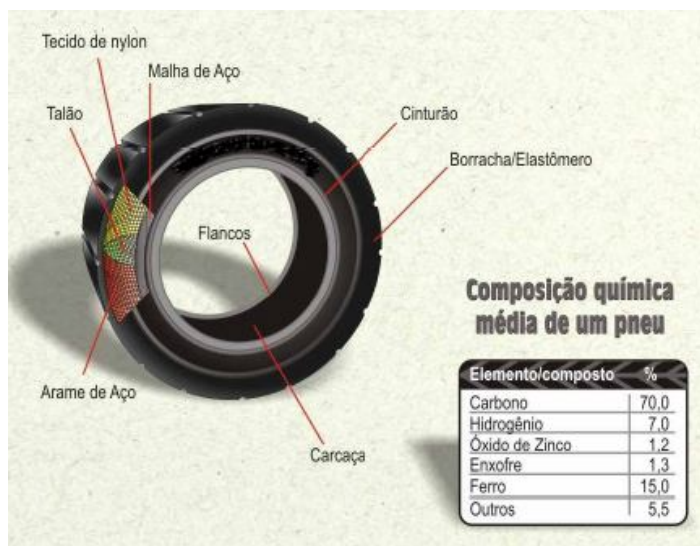 Tecido de nylon
Malha de Aço
Talão
Cinturão
Borracha/Elastômero
Flancos
Arame de Aço
Carcaça
Composição química
média de um pneu
Elemento/composto %
Carbono 70,0
Hidrogênio 7,0
Óxido de Zinco 1,2
Enxofre 1,3
Ferro 15,0
Outros 5,5